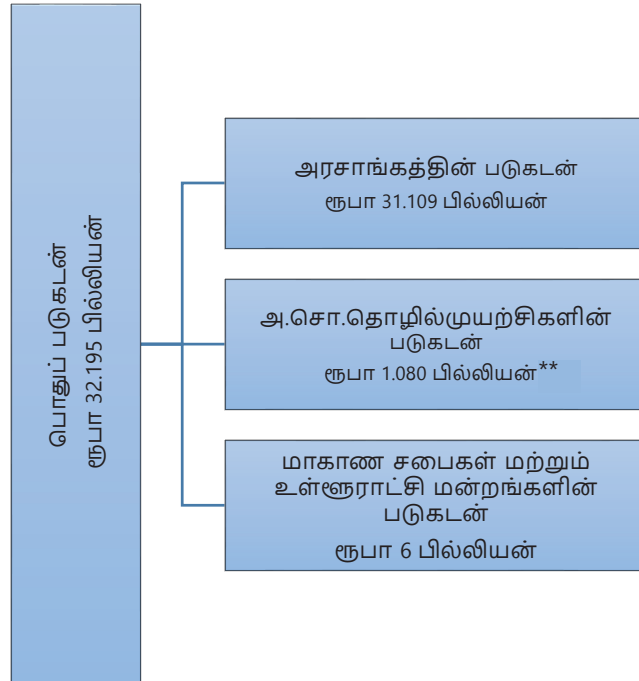 பொதுப் படுகடன்
ரூபா 32.195 பில்லியன்
அரசாங்கத்தின் படுகடன்
ரூபா 31.109 பில்லியன்
அ.சொ.தொழில்முயற்சிகளின்
படுகடன்
ரூபா 1.080 பில்லியன்**
மாகாண சபைகள் மற்றும்
உள்ளூராட்சி மன்றங்களின்
படுகடன்
ரூபா 6 பில்லியன்